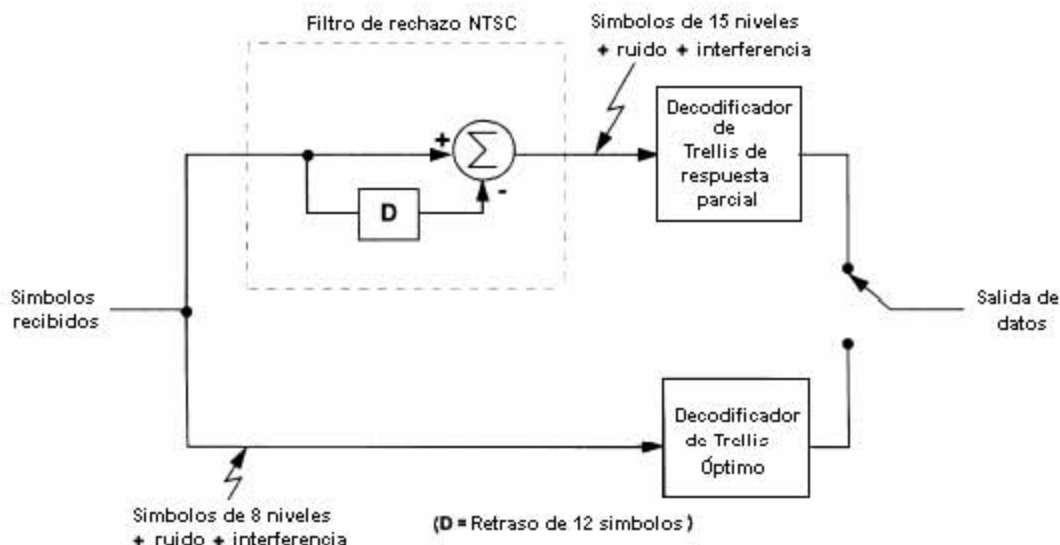 Filtro de rechazo NTSC
Simbolos de 15 niveles
+ ruido + interferencia
+
Σ
-
D
Decodificador
de
Trellis de
respuesta
parcial
Simbolos
recibidos
Salida de
datos
Decodificador
de Trellis
Óptimo
Simbolos de 8 niveles
+ ruido + interferencia
(D = Retraso de 12 simbolos)